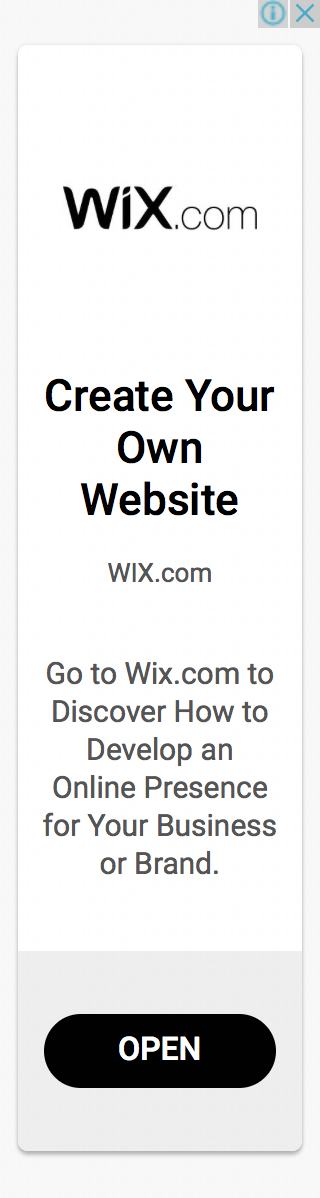 WiX.com
Create Your
Own
Website
WIX.com
Go to Wix.com to
Discover How to
Develop an
Online Presence
for Your Business
or Brand.
OPEN